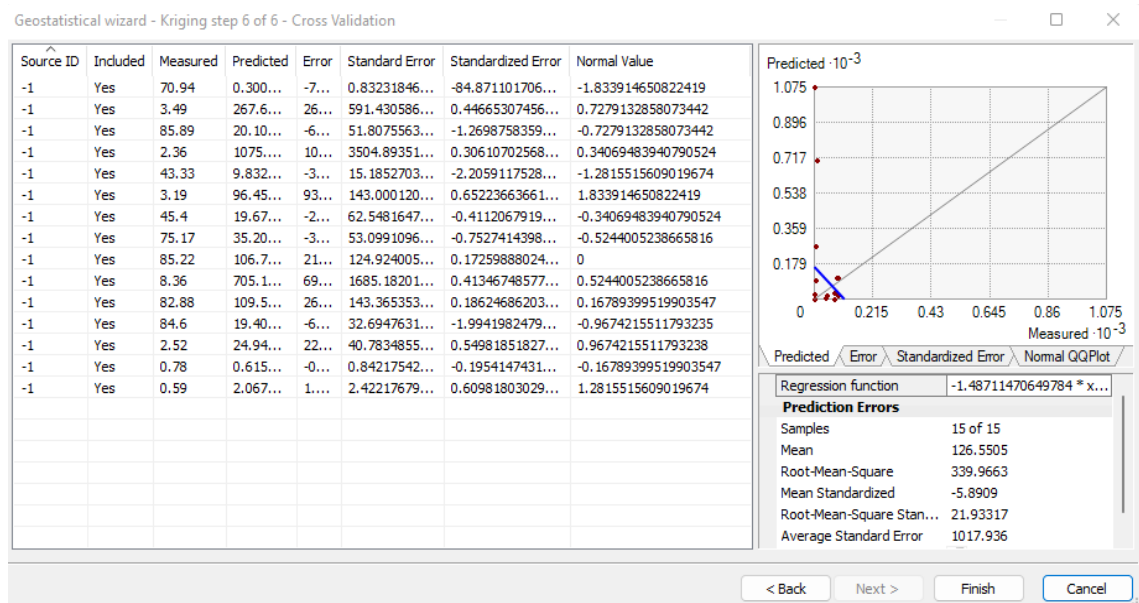 Geostatistical wizard - Kriging step 6 of 6 - Cross Validation
Source ID Included Measured Predicted Error Standard Error Standardized Error Normal Value
-1 Yes 70.94 0.300... -7... 0.83231846... -84.871101706... -1.833914650822419
-1 Yes 3.49 267.6... 26... 591.430586... 0.44665307456... 0.7279132858073442
-1 Yes 85.89 20.10... -6... 51.8075563... -1.2698758359... -0.7279132858073442
-1 Yes 2.36 1075.... 10... 3504.89351... 0.30610702568... 0.34069483940790524
-1 Yes 43.33 9.832... -3... 15.1852703... -2.2059117528... -1.2815515609019674
-1 Yes 3.19 96.45... 93... 143.000120... 0.65223663661... 1.833914650822419
-1 Yes 45.4 19.67... -2... 62.5481647... -0.4112067919... -0.34069483940790524
-1 Yes 75.17 35.20... -3... 53.0991096... -0.7527414398... -0.5244005238665816
-1 Yes 85.22 106.7... 21... 124.924005... 0.17259888024... 0
-1 Yes 8.36 705.1... 69... 1685.18201... 0.41346748577... 0.5244005238665816
-1 Yes 82.88 109.5... 26... 143.365353... 0.18624686203... 0.16789399519903547
-1 Yes 84.6 19.40... -6... 32.6947631... -1.9941982479... -0.9674215511793235
-1 Yes 2.52 24.94... 22... 40.7834855... 0.54981851827... 0.9674215511793238
-1 Yes 0.78 0.615... -0... 0.84217542... -0.1954147431... -0.16789399519903547
-1 Yes 0.59 2.067... 1.... 2.42217679... 0.60981803029... 1.2815515609019674
Predicted ·10-3
1.075
0.896
0.717
0.538
0.359
0.179
0 0.215 0.43 0.645 0.86 1.075
Measured ·10-3
Predicted Error Standardized Error Normal QQPlot
Regression function -1.48711470649784 * x...
Prediction Errors
Samples 15 of 15
Mean 126.5505
Root-Mean-Square 339.9663
Mean Standardized -5.8909
Root-Mean-Square Stan... 21.93317
Average Standard Error 1017.936
< Back Next > Finish Cancel